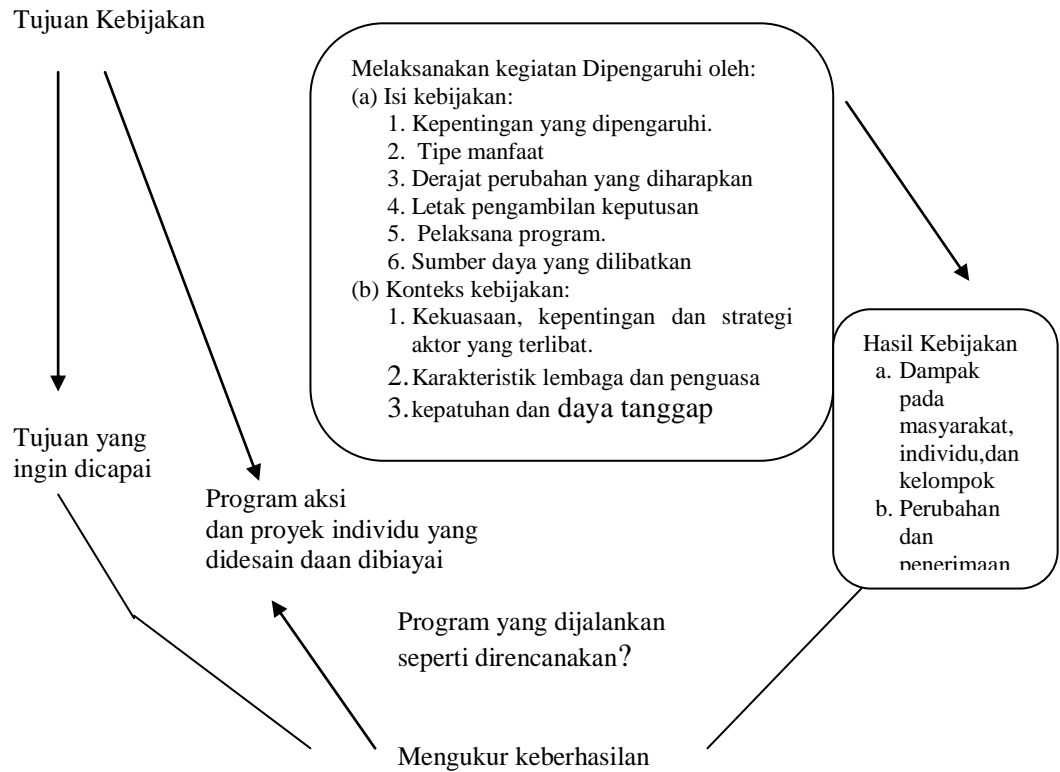 Tujuan Kebijakan
Melaksanakan kegiatan Dipengaruhi oleh:
(a) Isi kebijakan:
1. Kepentingan yang dipengaruhi.
2. Tipe manfaat
3. Derajat perubahan yang diharapkan
4. Letak pengambilan keputusan
5. Pelaksana program.
6. Sumber daya yang dilibatkan
(b) Konteks kebijakan:
1. Kekuasaan, kepentingan dan strategi
aktor yang terlibat.
2. Karakteristik lembaga dan penguasa
3. kepatuhan dan daya tanggap
Hasil Kebijakan
a. Dampak
pada
masyarakat,
individu,dan
kelompok
b. Perubahan
dan
penerimaan
Tujuan yang
ingin dicapai
Program aksi
dan proyek individu yang
didesain daan dibiayai
Program yang dijalankan
seperti direncanakan?
Mengukur keberhasilan